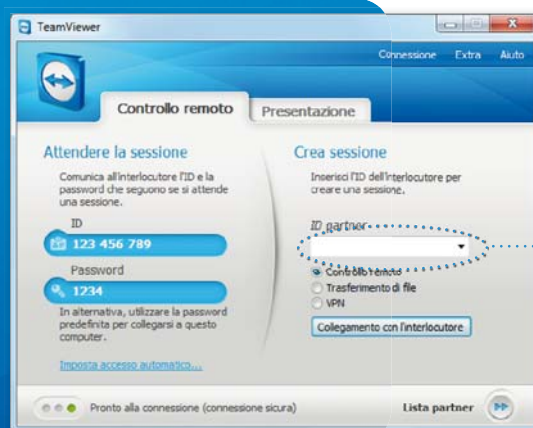 TeamViewer
Connessione Extra Aiuto
Controllo remoto
Presentazione
Attendere la sessione
Comunica all'interlocutore l'ID e la
password che seguono se si attende
una sessione.
ID
123 456 789
Password
1234
In alternativa, utilizzare la password
predefinita per collegarsi a questo
computer.
Imposta accesso automatico...
Crea sessione
Inserisci l'ID dell'interlocutore per
creare una sessione.
ID partner
Controllo remoto
Trasferimento di file
VPN
Collegamento con l'interlocutore
Pronto alla connessione (connessione sicura)
Lista partner